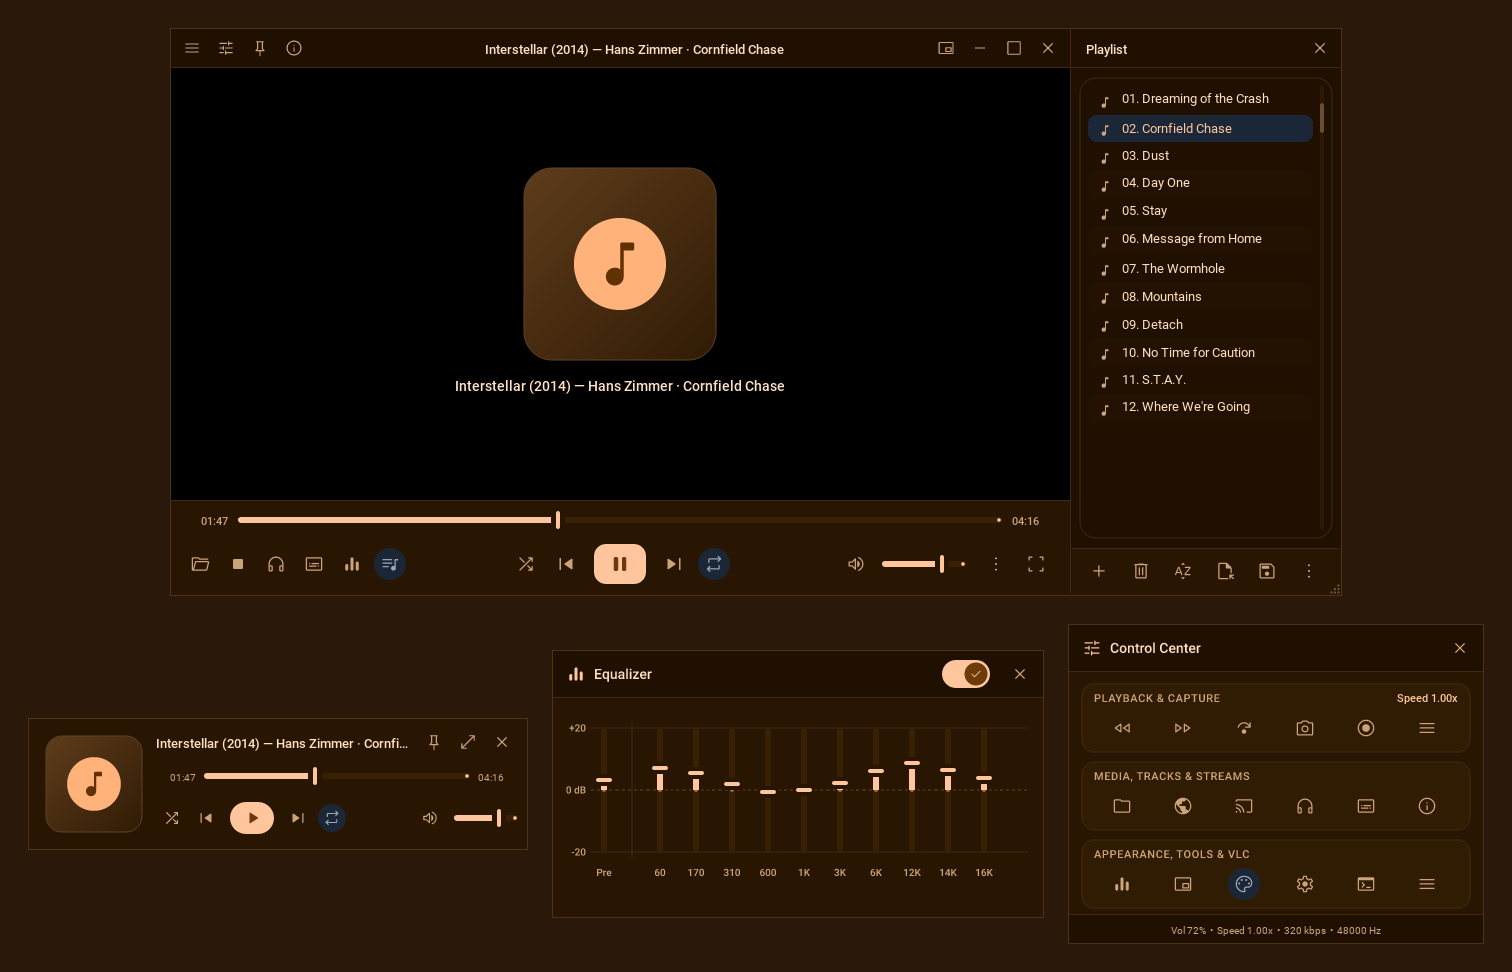 Interstellar (2014) — Hans Zimmer · Cornfield Chase
Playlist
01. Dreaming of the Crash
02. Cornfield Chase
03. Dust
04. Day One
05. Stay
06. Message from Home
07. The Wormhole
08. Mountains
09. Detach
10. No Time for Caution
11. S.T.A.Y.
12. Where We're Going
Interstellar (2014) — Hans Zimmer · Cornfield Chase
01:47
04:16
AZ
Interstellar (2014) — Hans Zimmer · Cornfi...
01:47
04:16
Equalizer
+20
0 dB
-20
Pre 60 170 310 600 1K 3K 6K 12K 14K 16K
Control Center
PLAYBACK & CAPTURE Speed 1.00x
MEDIA, TRACKS & STREAMS
APPEARANCE, TOOLS & VLC
Vol 72% • Speed 1.00x • 320 kbps • 48000 Hz